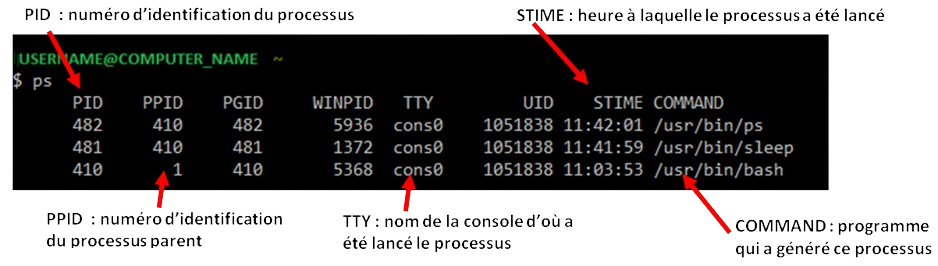 PID : numéro d’identification du processus
STIME : heure à laquelle le processus a été lancé
USERNAME@COMPUTER_NAME ~
$ ps
PID PPID PGID WINPID TTY UID STIME COMMAND
482 410 482 5936 cons0 1051838 11:42:01 /usr/bin/ps
481 410 481 1372 cons0 1051838 11:41:59 /usr/bin/sleep
410 1 410 5368 cons0 1051838 11:03:53 /usr/bin/bash
PPID : numéro d’identification
du processus parent
TTY : nom de la console d’où a
été lancé le processus
COMMAND : programme
qui a généré ce processus